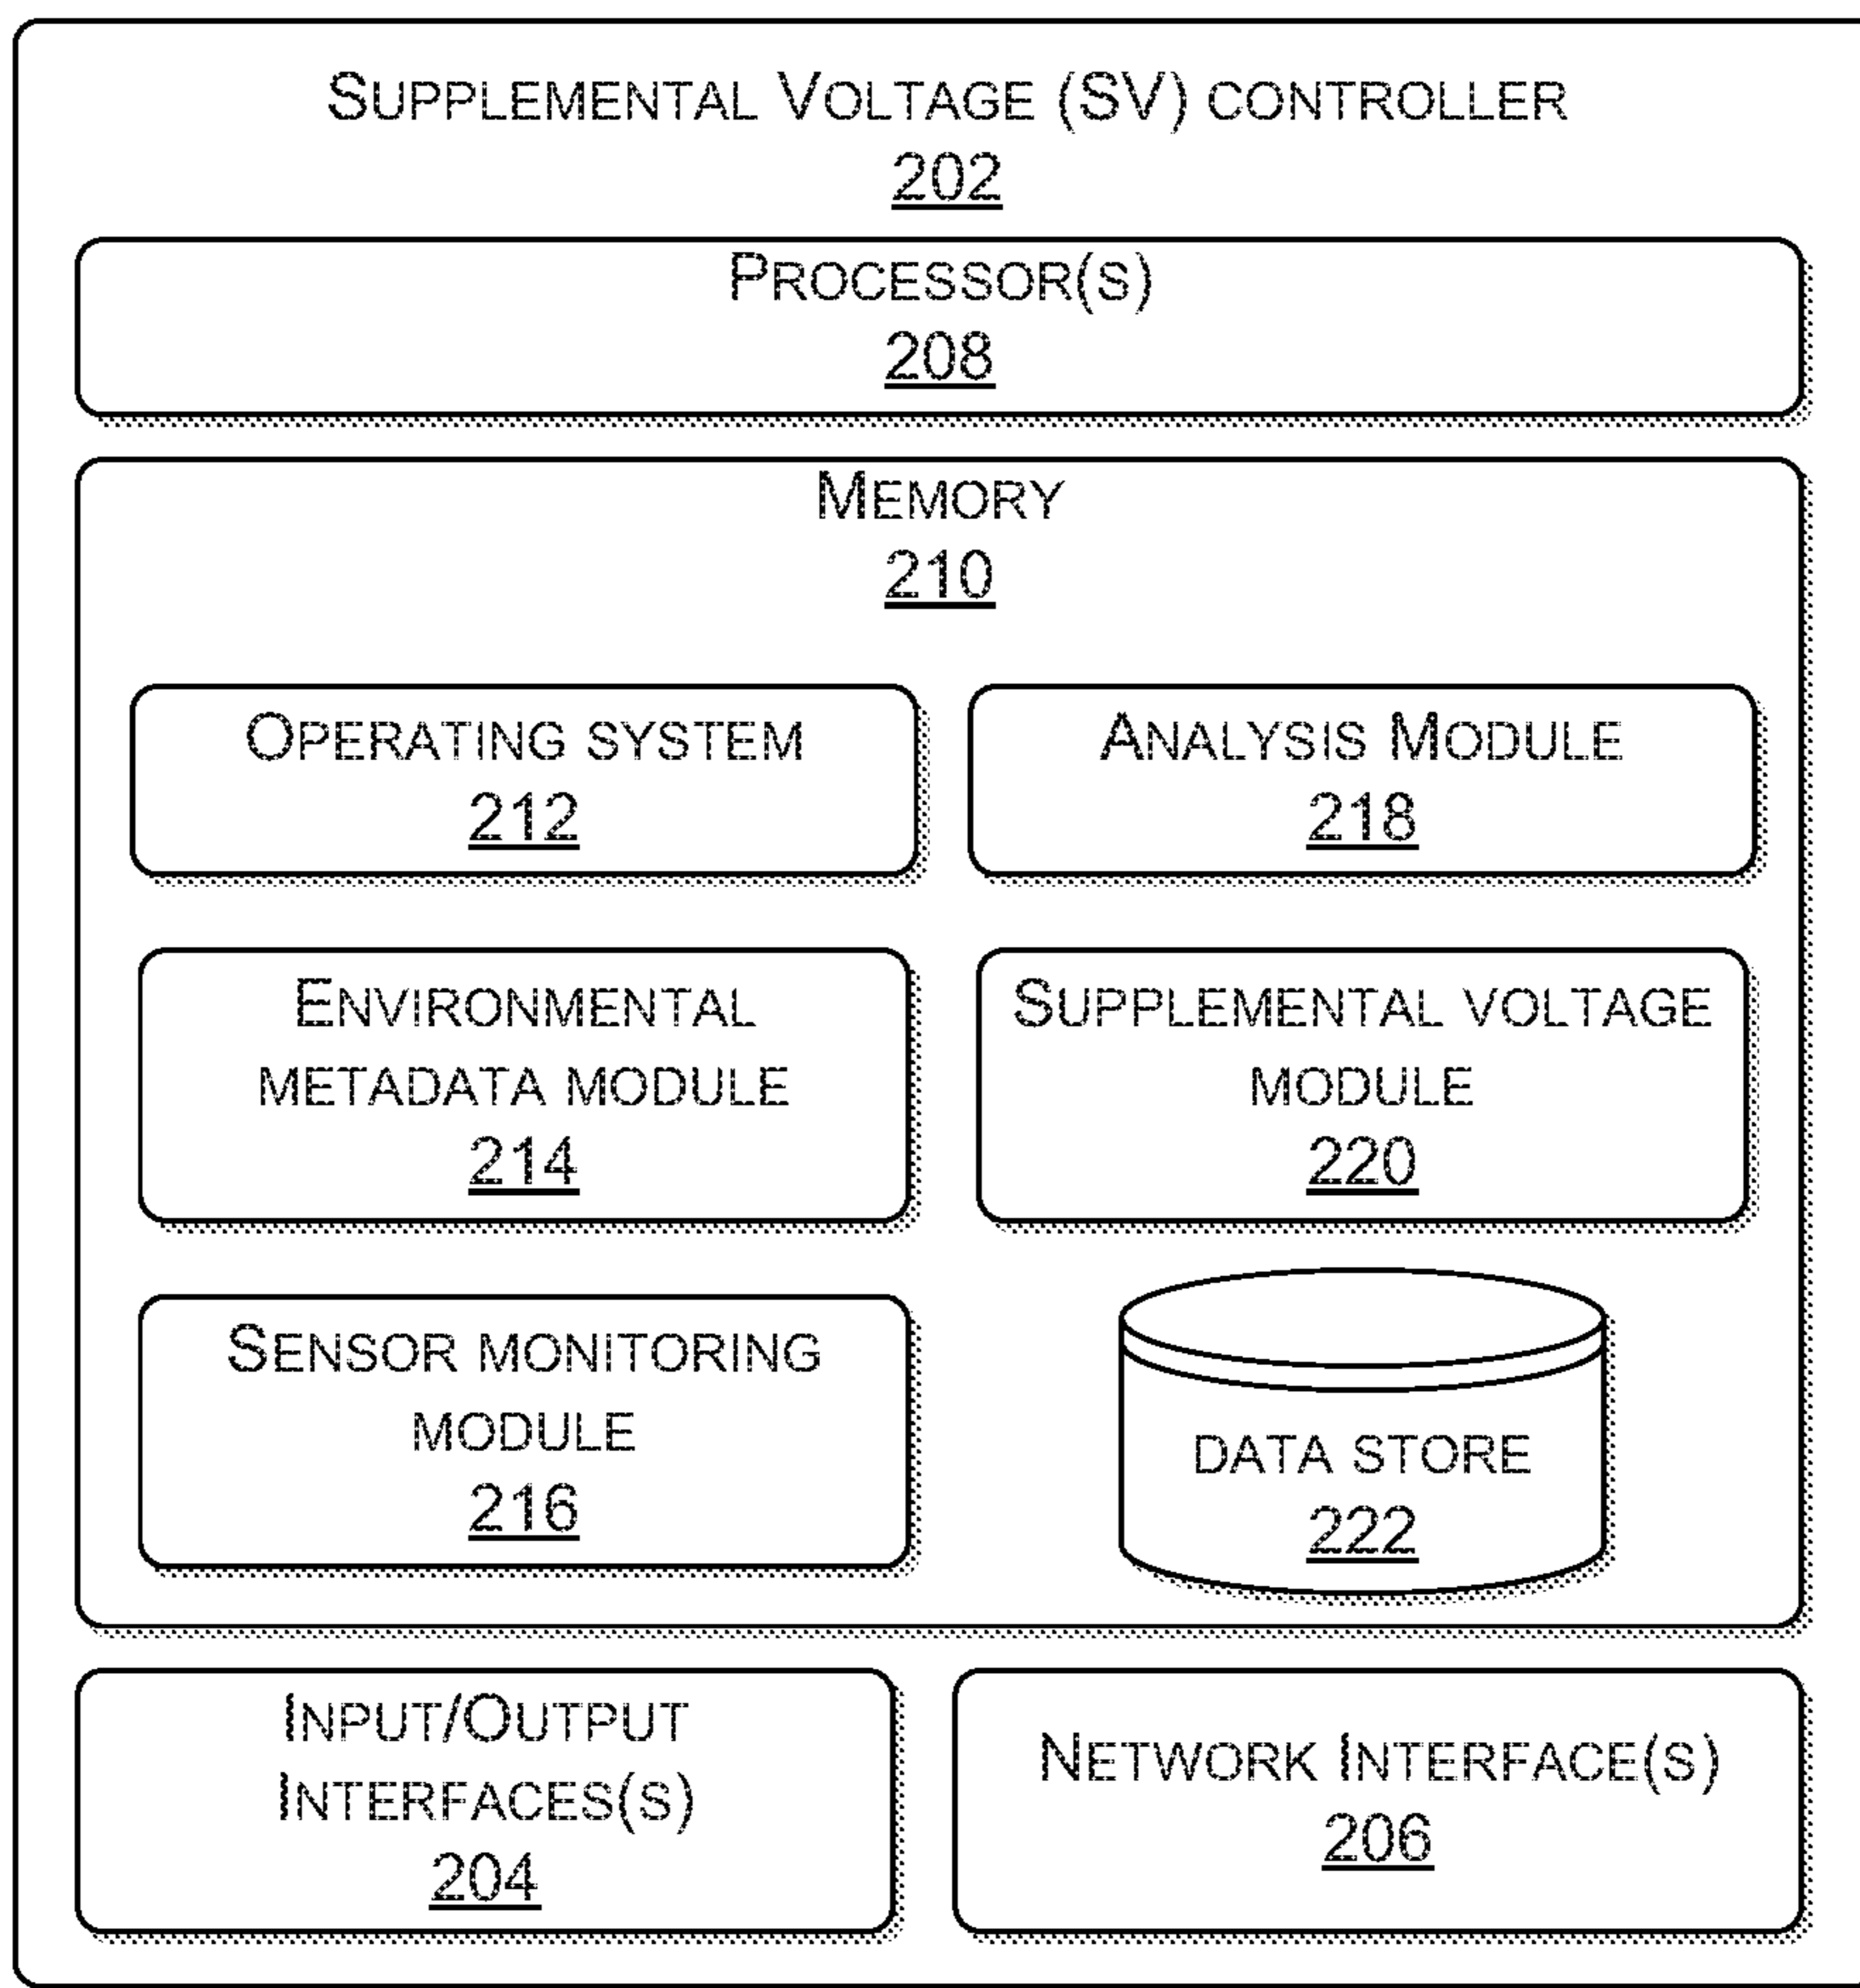 SUPPLEMENTAL VOLTAGE (SV) CONTROLLER
202
PROCESSOR(S)
208
MEMORY
210
OPERATING SYSTEM
212
ANALYSIS MODULE
218
ENVIRONMENTAL
METADATA MODULE
214
SUPPLEMENTAL VOLTAGE
MODULE
220
SENSOR MONITORING
MODULE
216
DATA STORE
222
INPUT/OUTPUT
INTERFACES(S)
204
NETWORK INTERFACE(S)
206